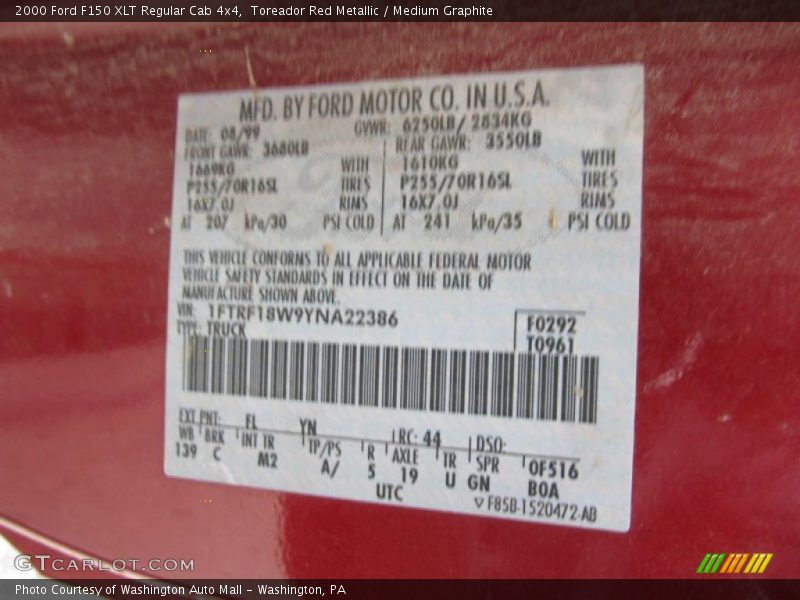 2000 Ford F150 XLT Regular Cab 4x4, Toreador Red Metallic / Medium Graphite
MFD. BY FORD MOTOR CO. IN U.S.A.
DATE: 08/99 GVWR: 6250LB/ 2834KG
FRONT GAWR: 3680LB REAR GAWR: 3550LB
1669KG WITH 1610KG WITH
P255/70R16SL TIRES P255/70R16SL TIRES
16X7.0J RIMS 16X7.0J RIMS
AT 207 kPa/30 PSI COLD AT 241 kPa/35 PSI COLD
THIS VEHICLE CONFORMS TO ALL APPLICABLE FEDERAL MOTOR
VEHICLE SAFETY STANDARDS IN EFFECT ON THE DATE OF
MANUFACTURE SHOWN ABOVE.
VIN: 1FTRF18W9YNA22386 F0292
TYPE: TRUCK T0961
EXT PNT: FL YN RC: 44 DSO:
WB BRK INT TR TP/PS R AXLE TR SPR 0F516
139 C M2 A/ 5 19 U GN BOA
UTC ▽F85B-1520472-AB
GTCARLOT.COM
Photo Courtesy of Washington Auto Mall - Washington, PA